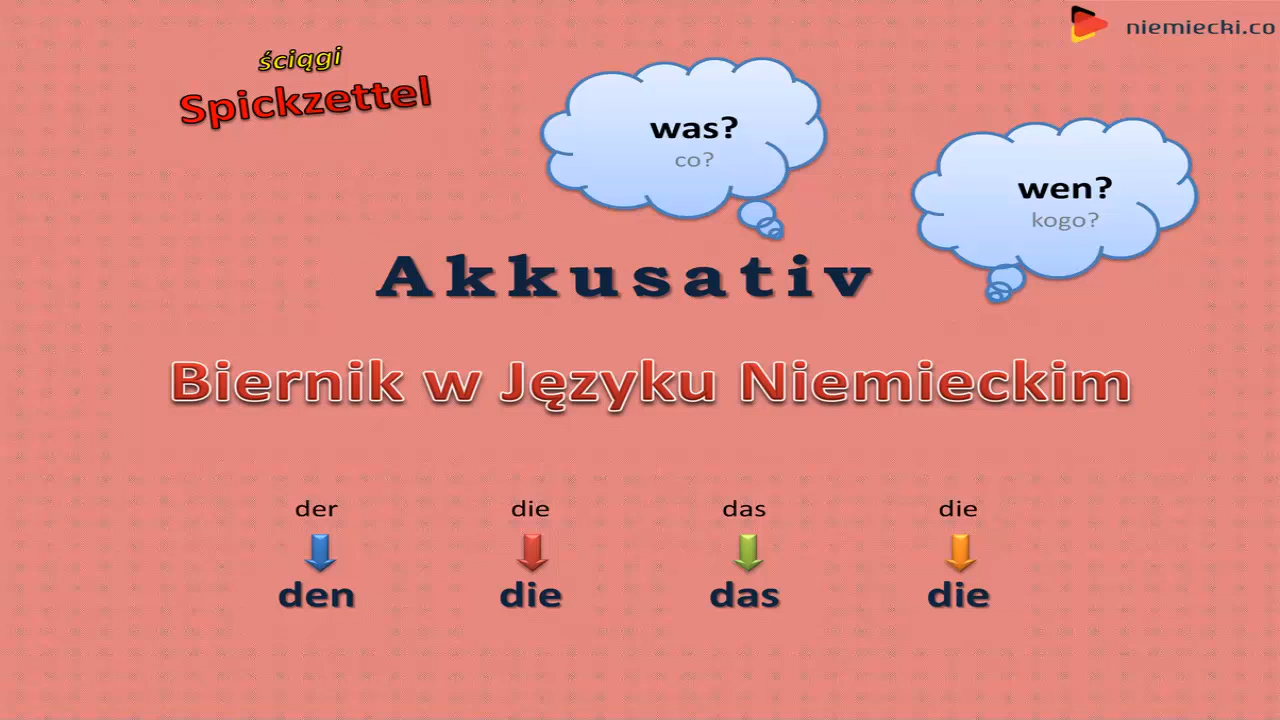 niemiecki.co
ściągi
Spickzettel
was?
co?
wen?
kogo?
Akkusativ
Biernik w Języku Niemieckim
der die das die
den die das die